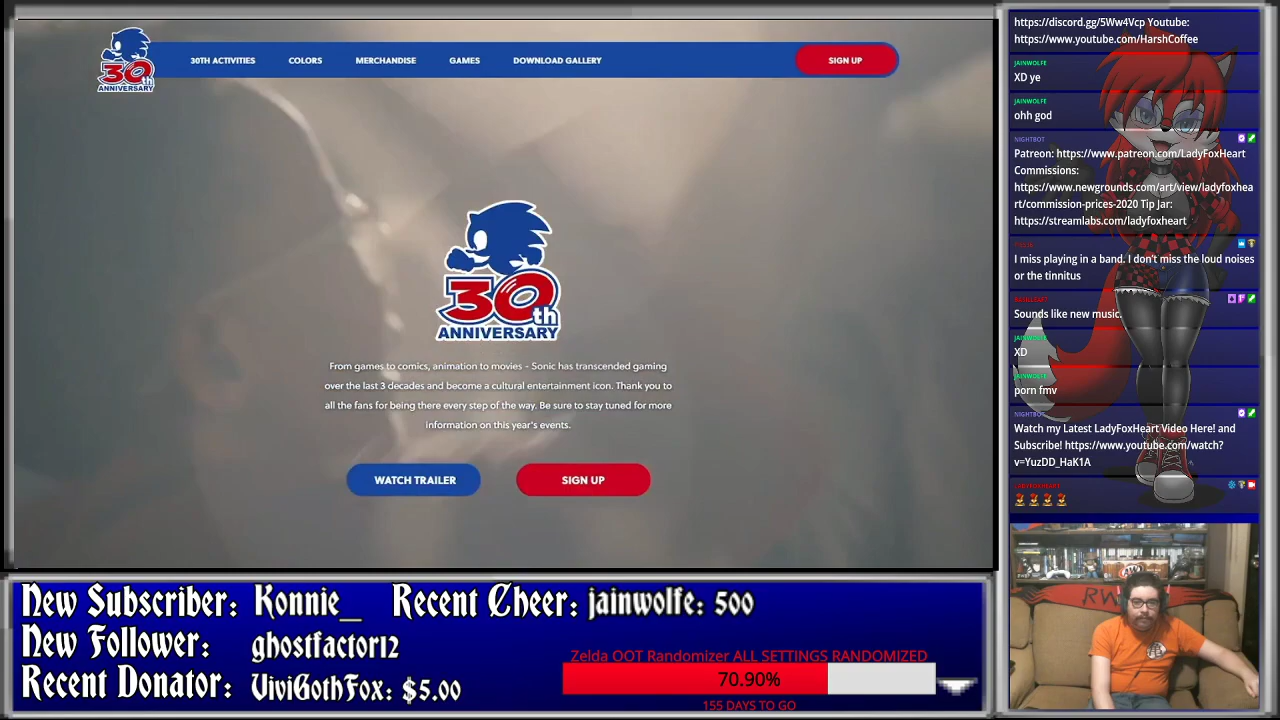 30th
ANNIVERSARY
30TH ACTIVITIES COLORS MERCHANDISE GAMES DOWNLOAD GALLERY SIGN UP
30th
ANNIVERSARY
From games to comics, animation to movies - Sonic has transcended gaming
over the last 3 decades and become a cultural entertainment icon. Thank you to
all the fans for being there every step of the way. Be sure to stay tuned for more
information on this year's events.
WATCH TRAILER SIGN UP
https://discord.gg/5Ww4Vcp Youtube:
https://www.youtube.com/HarshCoffee
JAINWOLFE
XD ye
JAINWOLFE
ohh god
NIGHTBOT
Patreon: https://www.patreon.com/LadyFoxHeart
Commissions:
https://www.newgrounds.com/art/view/ladyfoxhea
rt/commission-prices-2020 Tip Jar:
https://streamlabs.com/ladyfoxheart
I miss playing in a band. I don't miss the loud noises
or the tinnitus
Sounds like new music.
JAINWOLFE
XD
JAINWOLFE
porn fmv
NIGHTBOT
Watch my Latest LadyFoxHeart Video Here! and
Subscribe! https://www.youtube.com/watch?
v=YuzDD_HaK1A
LADYFOXHEART
New Subscriber: Konnie__ Recent Cheer: jainwolfe: 500
New Follower: ghostfactor12
Recent Donator: ViviGothFox: $5.00
Zelda OOT Randomizer ALL SETTINGS RANDOMIZED
70.90%
155 DAYS TO GO